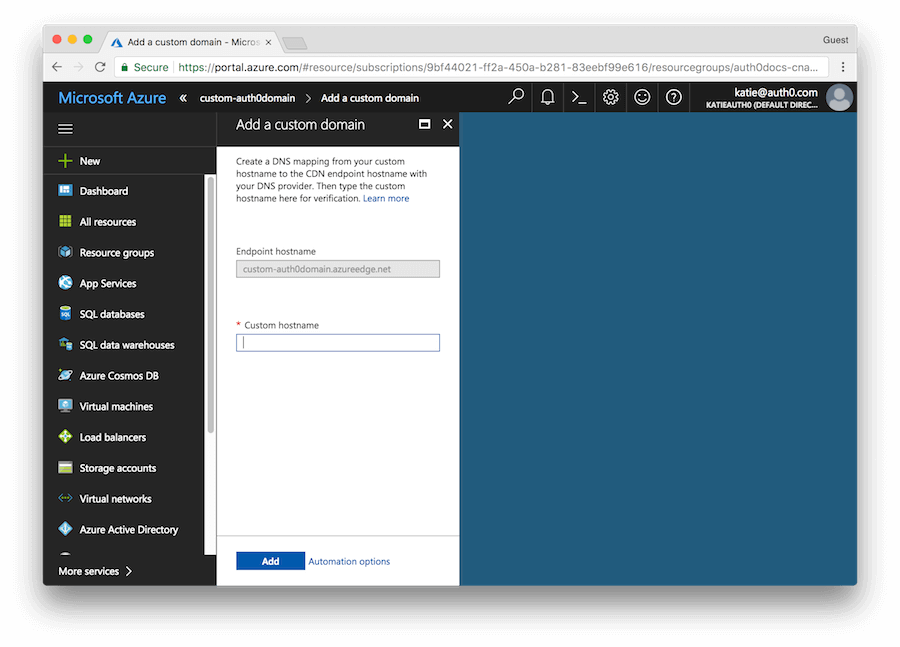 Add a custom domain - Micros
Guest
Secure
https://portal.azure.com/#resource/subscriptions/9bf44021-ff2a-450a-b281-83eebf99e616/resourcegroups/auth0docs-cna...
Microsoft Azure
custom-auth0domain
Add a custom domain
katie@auth0.com
KATIEAUTH0 (DEFAULT DIREC...
New
Dashboard
All resources
Resource groups
App Services
SQL databases
SQL data warehouses
Azure Cosmos DB
Virtual machines
Load balancers
Storage accounts
Virtual networks
Azure Active Directory
More services
Add a custom domain
Create a DNS mapping from your custom
hostname to the CDN endpoint hostname with
your DNS provider. Then type the custom
hostname here for verification. Learn more
Endpoint hostname
custom-auth0domain.azureedge.net
* Custom hostname
Add
Automation options